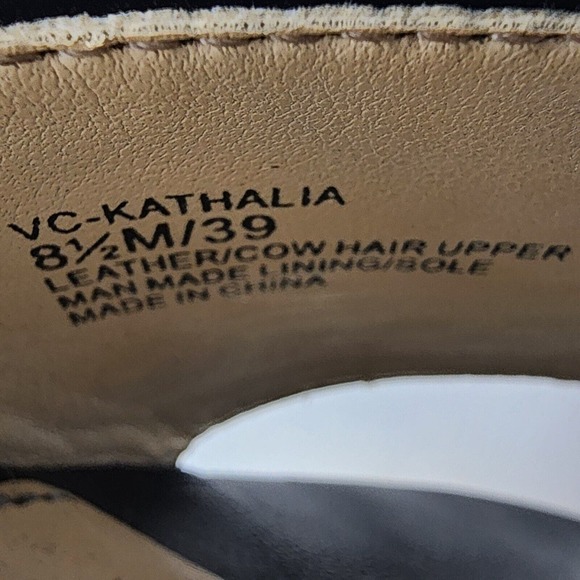 VC-KATHALIA
8½M/39
LEATHER/COW HAIR UPPER
MAN MADE LINING/SOLE
MADE IN CHINA